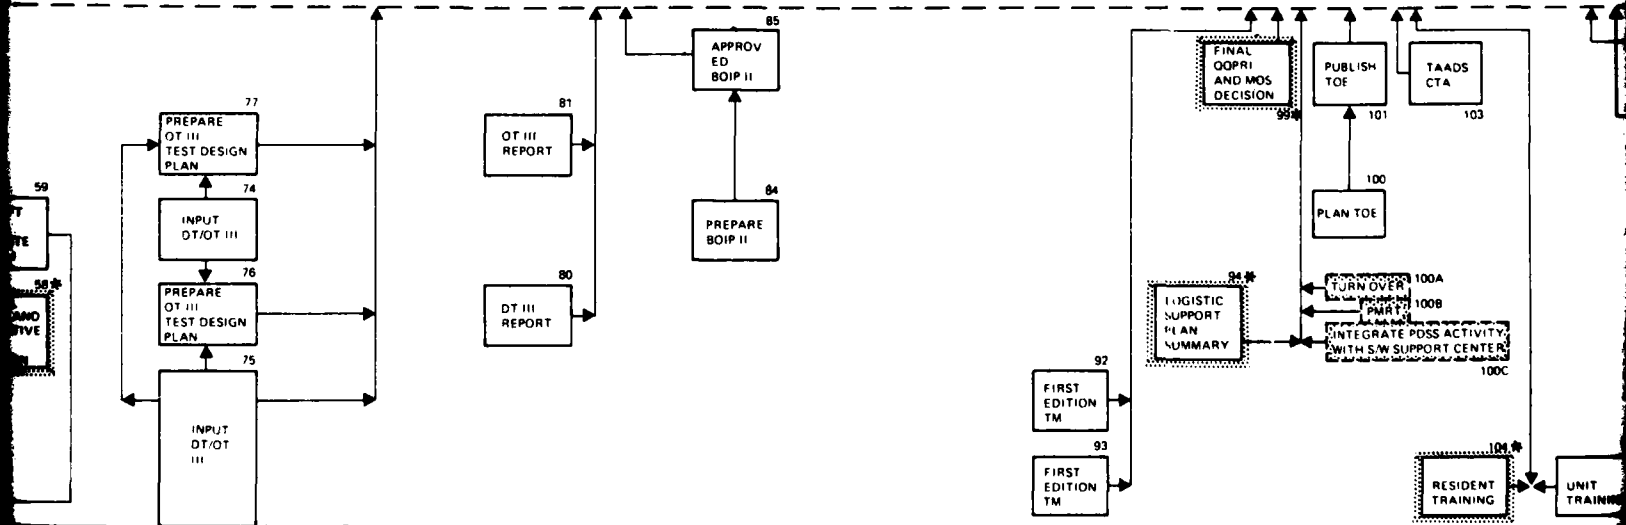 85
APPROV
ED
BOIP II
FINAL
QQPRI
AND MOS
DECISION
99*
PUBLISH
TOE
101
TAADS
CTA
103
77
PREPARE
OT III
TEST DESIGN
PLAN
81
OT III
REPORT
59
T
TE
74
INPUT
DT/OT III
84
PREPARE
BOIP II
100
PLAN TOE
58*
AND
TIVE
76
PREPARE
OT III
TEST DESIGN
PLAN
80
DT III
REPORT
94*
LOGISTIC
SUPPORT
PLAN
SUMMARY
TURN OVER
100A
PMRT
100B
INTEGRATE PDSS ACTIVITY
WITH S/W SUPPORT CENTER
100C
75
INPUT
DT/OT
III
92
FIRST
EDITION
TM
93
FIRST
EDITION
TM
104*
RESIDENT
TRAINING
UNIT
TRAINING